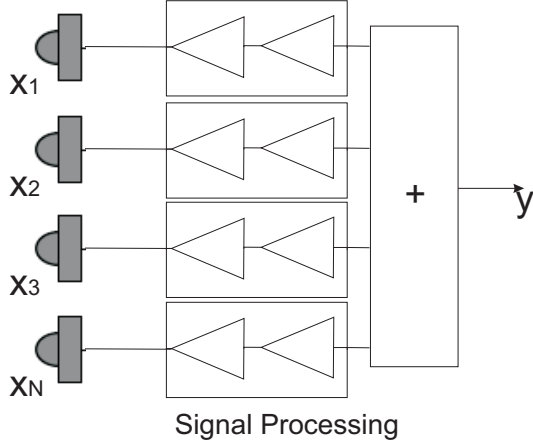 x1
x2
+
y
x3
xN
Signal Processing